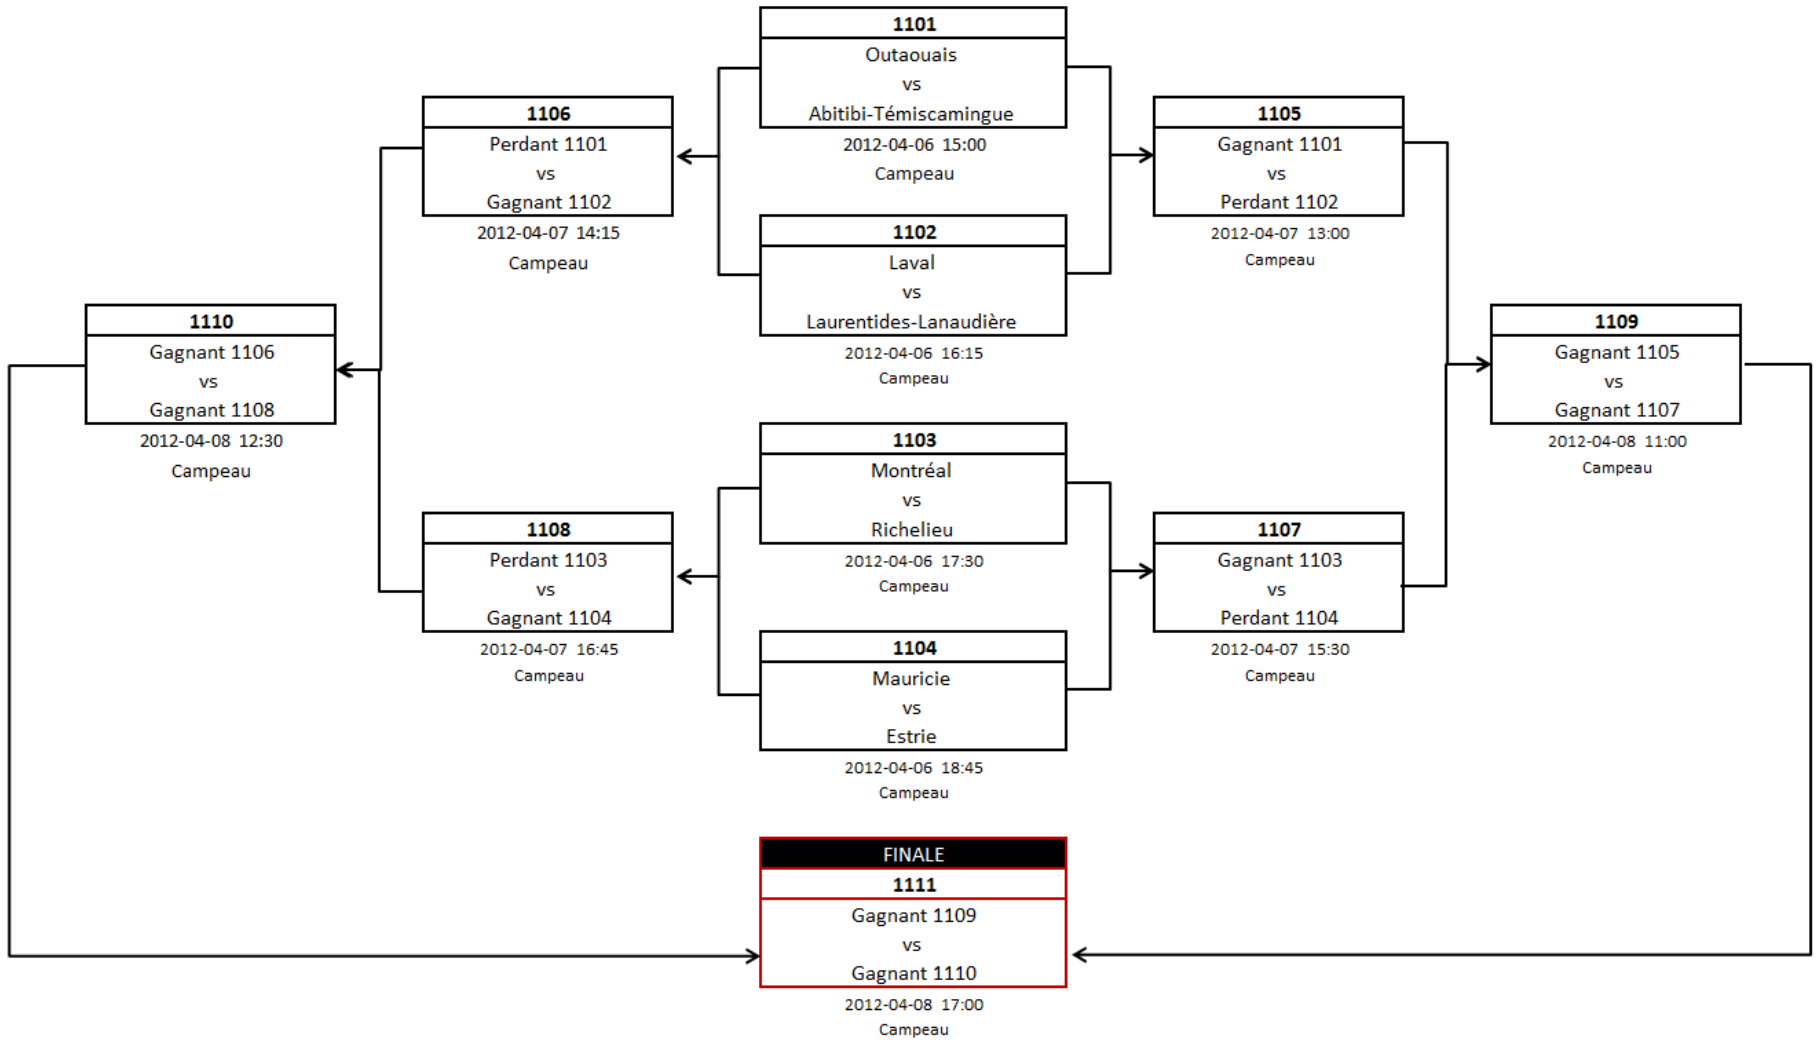 1101
Outaouais
vs
Abitibi-Témiscamingue
2012-04-06 15:00
Campeau
1106
Perdant 1101
vs
Gagnant 1102
2012-04-07 14:15
Campeau
1105
Gagnant 1101
vs
Perdant 1102
2012-04-07 13:00
Campeau
1102
Laval
vs
Laurentides-Lanaudière
2012-04-06 16:15
Campeau
1110
Gagnant 1106
vs
Gagnant 1108
2012-04-08 12:30
Campeau
1109
Gagnant 1105
vs
Gagnant 1107
2012-04-08 11:00
Campeau
1103
Montréal
vs
Richelieu
2012-04-06 17:30
Campeau
1108
Perdant 1103
vs
Gagnant 1104
2012-04-07 16:45
Campeau
1107
Gagnant 1103
vs
Perdant 1104
2012-04-07 15:30
Campeau
1104
Mauricie
vs
Estrie
2012-04-06 18:45
Campeau
FINALE
1111
Gagnant 1109
vs
Gagnant 1110
2012-04-08 17:00
Campeau